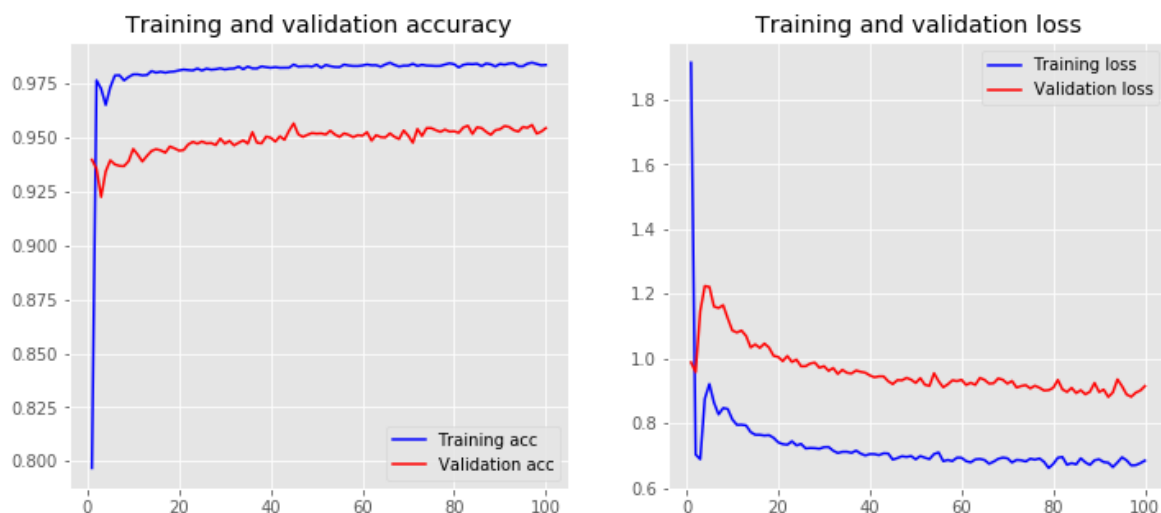 Training and validation accuracy
0.975
0.950
0.925
0.900
0.875
0.850
0.825
0.800
Training acc
Validation acc
0 20 40 60 80 100
Training and validation loss
Training loss
Validation loss
1.8
1.6
1.4
1.2
1.0
0.8
0.6
0 20 40 60 80 100